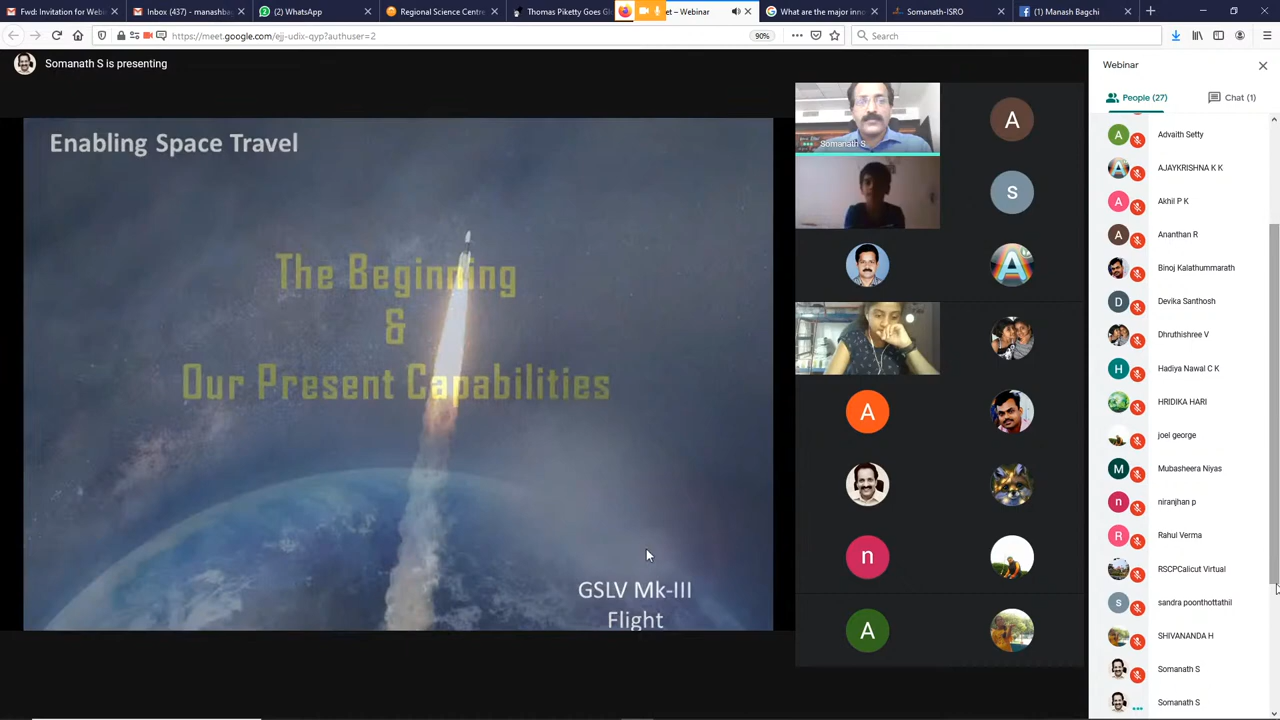 Fwd: Invitation for Webi
Inbox (437) - manashbag
(2) WhatsApp
Regional Science Centre
Thomas Piketty Goes Gl
et – Webinar
What are the major inno
Somanath-ISRO
(1) Manash Bagchi
https://meet.google.com/ejj-udix-qyp?authuser=2
90%
Search
Somanath S is presenting
Enabling Space Travel
The Beginning
&
Our Present Capabilities
GSLV Mk-III
Flight
Somanath S
A
S
A
A
n
A
Webinar
People (27)
Chat (1)
A
Advaith Setty
A
AJAYKRISHNA K K
A
Akhil P K
A
Ananthan R
Binoj Kalathummarath
D
Devika Santhosh
Dhruthishree V
H
Hadiya Nawal C K
HRIDIKA HARI
joel george
M
Mubasheera Niyas
n
niranjhan p
R
Rahul Verma
RSCPCalicut Virtual
s
sandra poonthottathil
SHIVANANDA H
Somanath S
Somanath S